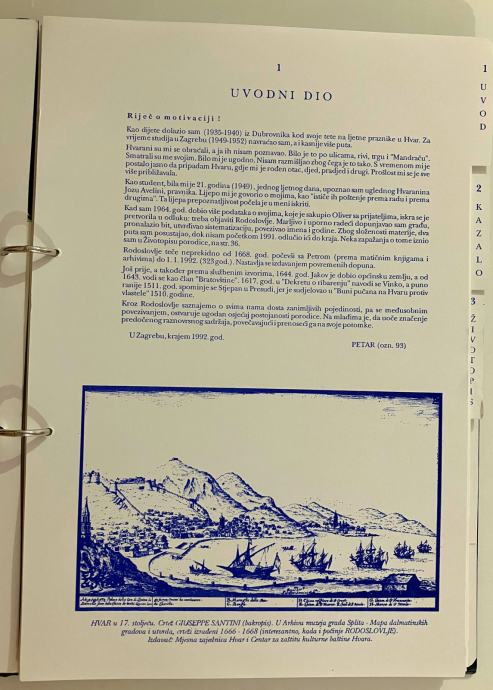 1
UVODNI DIO
Riječ o motivaciji !
Kao dijete dolazio sam (1935-1940) iz Dubrovnika kod svoje tete na ljetne praznike u Hvar. Za
vrijeme studija u Zagrebu (1949-1952) navraćao sam, a i kasnije više puta.
Hvarani su mi se obraćali, a ja ih nisam poznavao. Bilo je to po ulicama, rivi, trgu i "Mandraću".
Smatrali su me svojim. Bilo mi je ugodno. Nisam razmišljao zbog čega je to tako. S vremenom mi je
postalo jasno da pripadam Hvaru, gdje mi je rođen otac, djed, pradjed i drugi. Prošlost mi se je sve
više približavala.
Kao student, bila mi je 21. godina (1949), jednog ljetnog dana, upoznao sam uglednog Hvaranina
Jozu Avelini, pravnika. Lijepo mi je govorio o mojima, kao "ističe ih poštenje prema radu i prema
drugima". Ta lijepa prepoznatljivost počela je u meni iskriti.
Kad sam 1964. god. dobio više podataka o mojima, koje je sakupio Oliver sa prijateljima, iskra se je
pretvorila u odluku: treba objaviti Rodoslovlje. Marljivo i uporno radeći dopunjavao sam građu,
pronalazio bit, utvrđivao sistematizaciju, povezivao imena i godine. Zbog složenosti materije, dva
puta sam posustajao, dok nisam početkom 1991. odlučio ići do kraja. Neka zapažanja o tome iznio
sam u Životopisu porodice, na str. 36.
Rodoslovlje teče neprekidno od 1668. god. počevši sa Petrom (prema matičnim knjigama i
arhivima) do 1.1.1992. (323 god.). Nastavlja se izdavanjem povremenih dopuna.
Još prije, a također prema službenim izvorima, 1644. god. Jakov je dobio općinsku zemlju, a od
1643. vodi se kao član "Bratovštine". 1617. god. u "Dekretu o ribarenju" navodi se Vinko, a puno
ranije 1511. god. spominje se Stjepan u Presudi, jer je sudjelovao u "Buni pučana na Hvaru protiv
vlastele" 1510. godine.
Kroz Rodoslovlje saznajemo o svima nama dosta zanimljivih pojedinosti, pa se međusobnim
povezivanjem, ostvaruje ugodan osjećaj postojanosti porodice. Na mlađima je, da uoče značenje
predočenog raznovrsnog sadržaja, povećavajući i prenoseći ga na svoje potomke.
U Zagrebu, krajem 1992. god.
PETAR (ozn. 93)
HVAR u 17. stoljeću. Crtež GIUSEPPE SANTINI (bakropis). U Arhivu muzeja grada Splita - Mapa dalmatinskih
gradova i utvrda, crteži izrađeni 1666 - 1668 (interesantno, kada i počinje RODOSLOVLJE).
Izdavač: Mjesna zajednica Hvar i Centar za zaštitu kulturne baštine Hvara.
1
UVOD
2
KAZALO
3
ŽIVOTOPIS